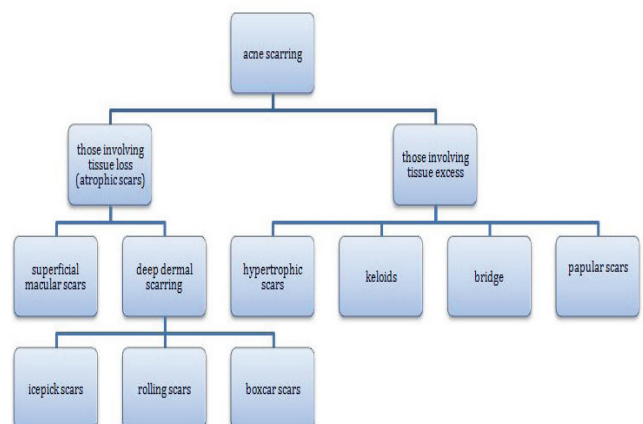 acne scarring
those involving
tissue loss
(atrophic scars)
those involving
tissue excess
superficial
macular scars
deep dermal
scarring
hypertrophic
scars
keloids
bridge
papular scars
icepick scars
rolling scars
boxcar scars